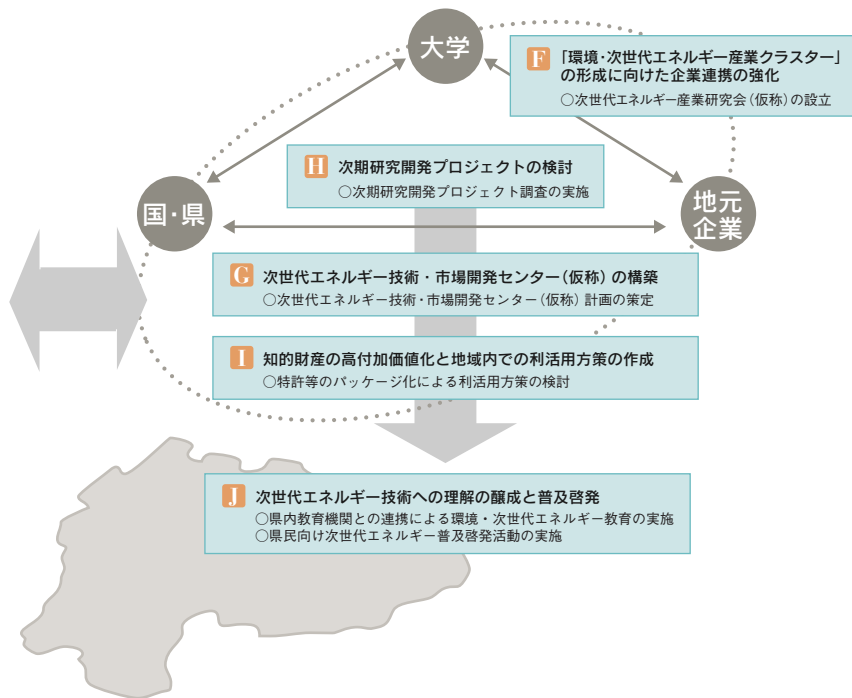 大学
F 「環境・次世代エネルギー産業クラスター」
の形成に向けた企業連携の強化
○次世代エネルギー産業研究会(仮称)の設立
H 次期研究開発プロジェクトの検討
○次期研究開発プロジェクト調査の実施
国・県
地元
企業
G 次世代エネルギー技術・市場開発センター(仮称)の構築
○次世代エネルギー技術・市場開発センター(仮称)計画の策定
I 知的財産の高付加価値化と地域内での利活用方策の作成
○特許等のパッケージ化による利活用方策の検討
J 次世代エネルギー技術への理解の醸成と普及啓発
○県内教育機関との連携による環境・次世代エネルギー教育の実施
○県民向け次世代エネルギー普及啓発活動の実施